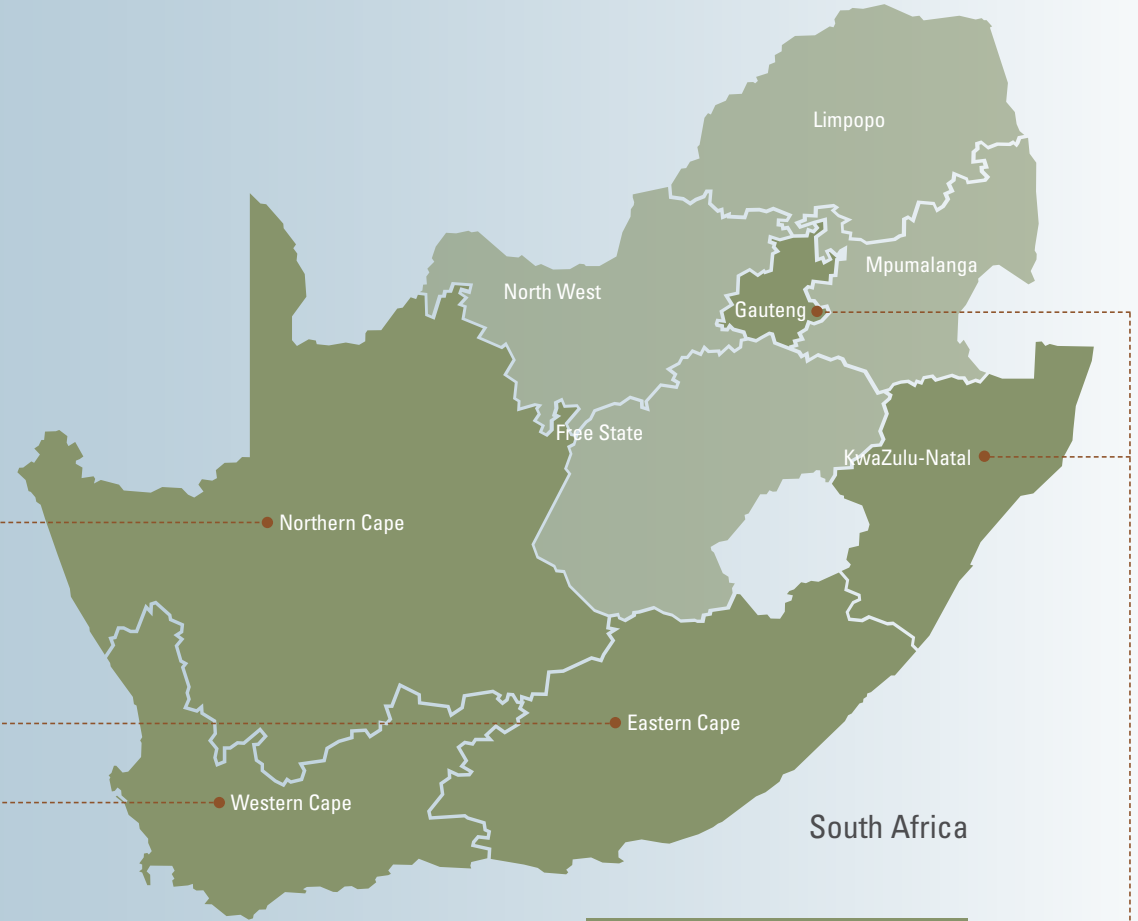 Limpopo
Mpumalanga
North West
Gauteng
Free State
KwaZulu-Natal
Northern Cape
Eastern Cape
Western Cape
South Africa